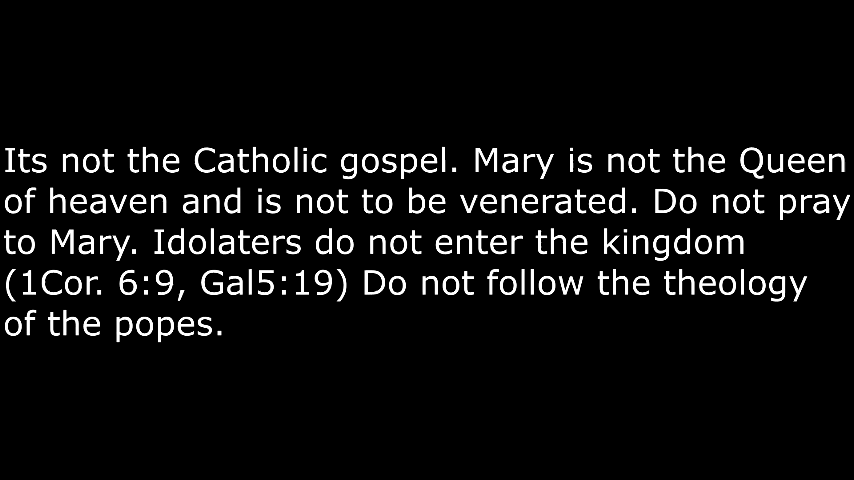 Its not the Catholic gospel. Mary is not the Queen
of heaven and is not to be venerated. Do not pray
to Mary. Idolaters do not enter the kingdom
(1Cor. 6:9, Gal5:19) Do not follow the theology
of the popes.